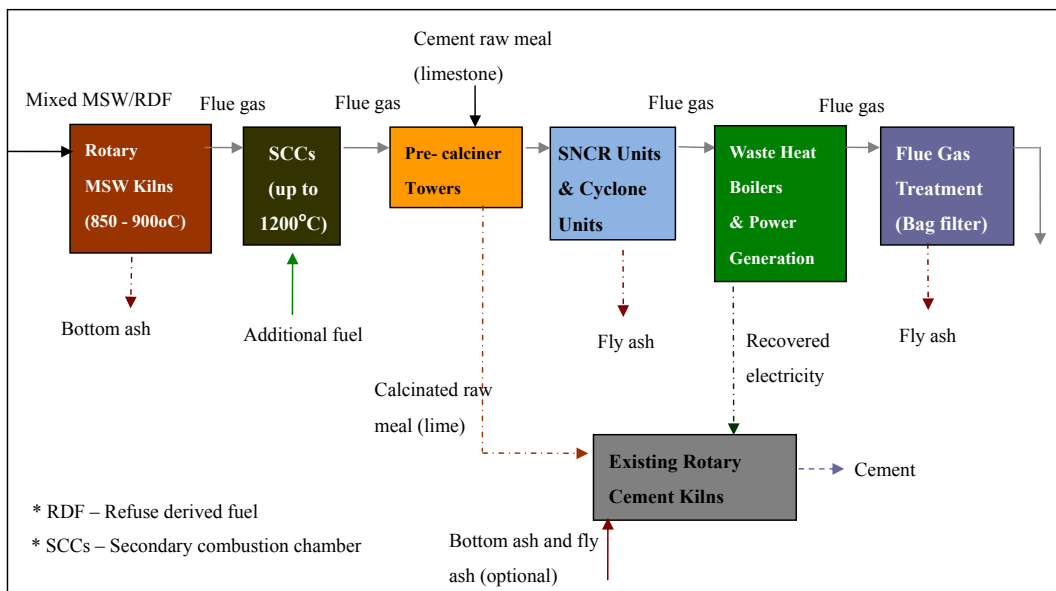 Cement raw meal
(limestone)
Mixed MSW/RDF
Flue gas
Flue gas
Flue gas
Flue gas
Rotary
MSW Kilns
(850 - 900oC)
SCCs
(up to
1200°C)
Pre- calciner
Towers
SNCR Units
& Cyclone
Units
Waste Heat
Boilers
& Power
Generation
Flue Gas
Treatment
(Bag filter)
Bottom ash
Additional fuel
Fly ash
Recovered
electricity
Fly ash
Calcinated raw
meal (lime)
Existing Rotary
Cement Kilns
Cement
* RDF – Refuse derived fuel
* SCCs – Secondary combustion chamber
Bottom ash and fly
ash (optional)